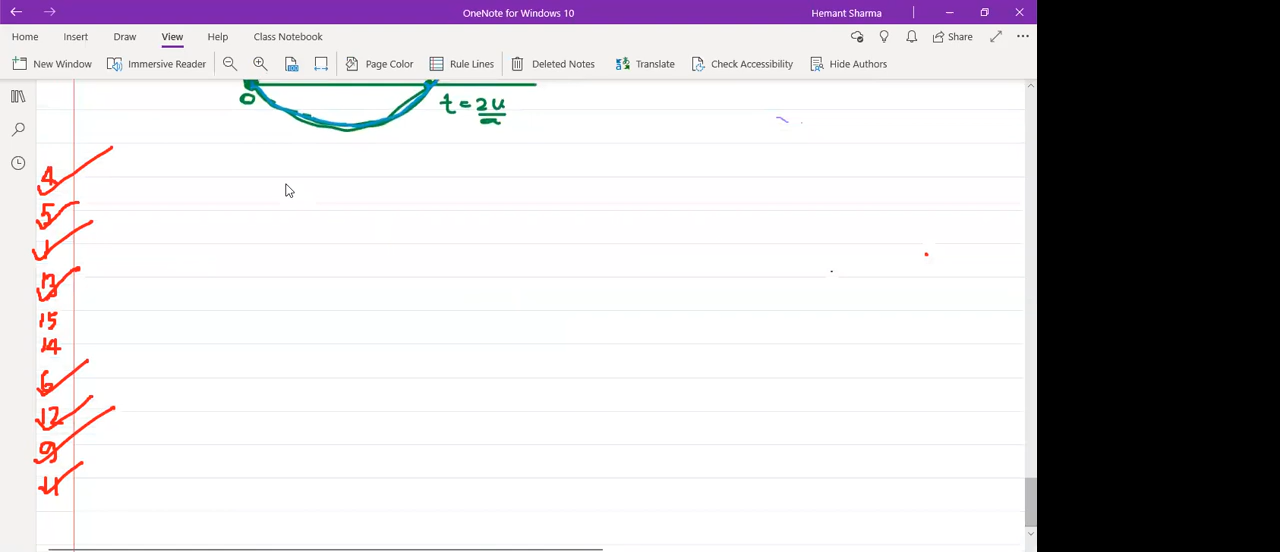 OneNote for Windows 10
Hemant Sharma
Home Insert Draw View Help Class Notebook
Share
New Window Immersive Reader Page Color Rule Lines Deleted Notes Translate Check Accessibility Hide Authors
0
t = 2u
4
5
1
13
15
14
6
12
9